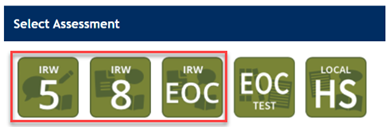 Select Assessment
IRW
5
IRW
8
IRW
EOC
EOC
TEST
LOCAL
HS